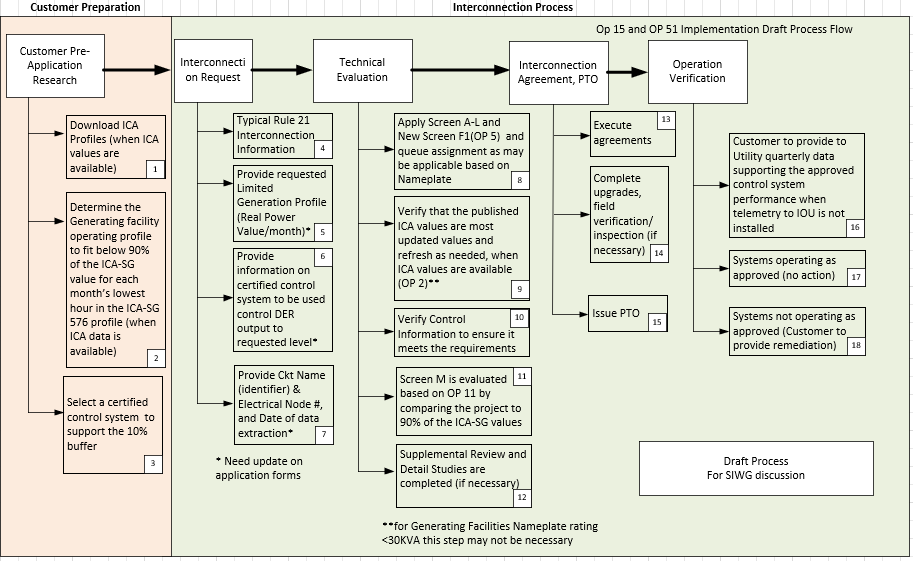 Customer Preparation
Interconnection Process
Op 15 and OP 51 Implementation Draft Process Flow
Customer Pre-
Application
Research
Interconnecti
on Request
Technical
Evaluation
Interconnection
Agreement, PTO
Operation
Verification
Download ICA
Profiles (when ICA
values are
available)
1
Determine the
Generating facility
operating profile
to fit below 90%
of the ICA-SG
value for each
month's lowest
hour in the ICA-SG
576 profile (when
ICA data is
available)
2
Select a certified
control system to
support the 10%
buffer
3
Typical Rule 21
Interconnection
Information
4
Provide requested
Limited
Generation Profile
(Real Power
Value/month)*
5
Provide
information on
certified control
system to be used
control DER
output to
requested level*
6
Provide Ckt Name
(identifier) &
Electrical Node #,
and Date of data
extraction*
7
* Need update on
application forms
Apply Screen A-L and
New Screen F1(OP 5) and
queue assignment as may
be applicable based on
Nameplate
8
Verify that the published
ICA values are most
updated values and
refresh as needed, when
ICA values are available
(OP 2)**
9
Verify Control
Information to ensure it
meets the requirements
10
Screen M is evaluated
based on OP 11 by
comparing the project to
90% of the ICA-SG values
11
Supplemental Review and
Detail Studies are
completed (if necessary)
12
**for Generating Facilities Nameplate rating
<30KVA this step may not be necessary
Execute
agreements
13
Complete
upgrades,
field
verification/
inspection (if
necessary)
14
Issue PTO
15
Customer to provide to
Utility quarterly data
supporting the approved
control system
performance when
telemetry to IOU is not
installed
16
Systems operating as
approved (no action)
17
Systems not operating as
approved (Customer to
provide remediation)
18
Draft Process
For SIWG discussion